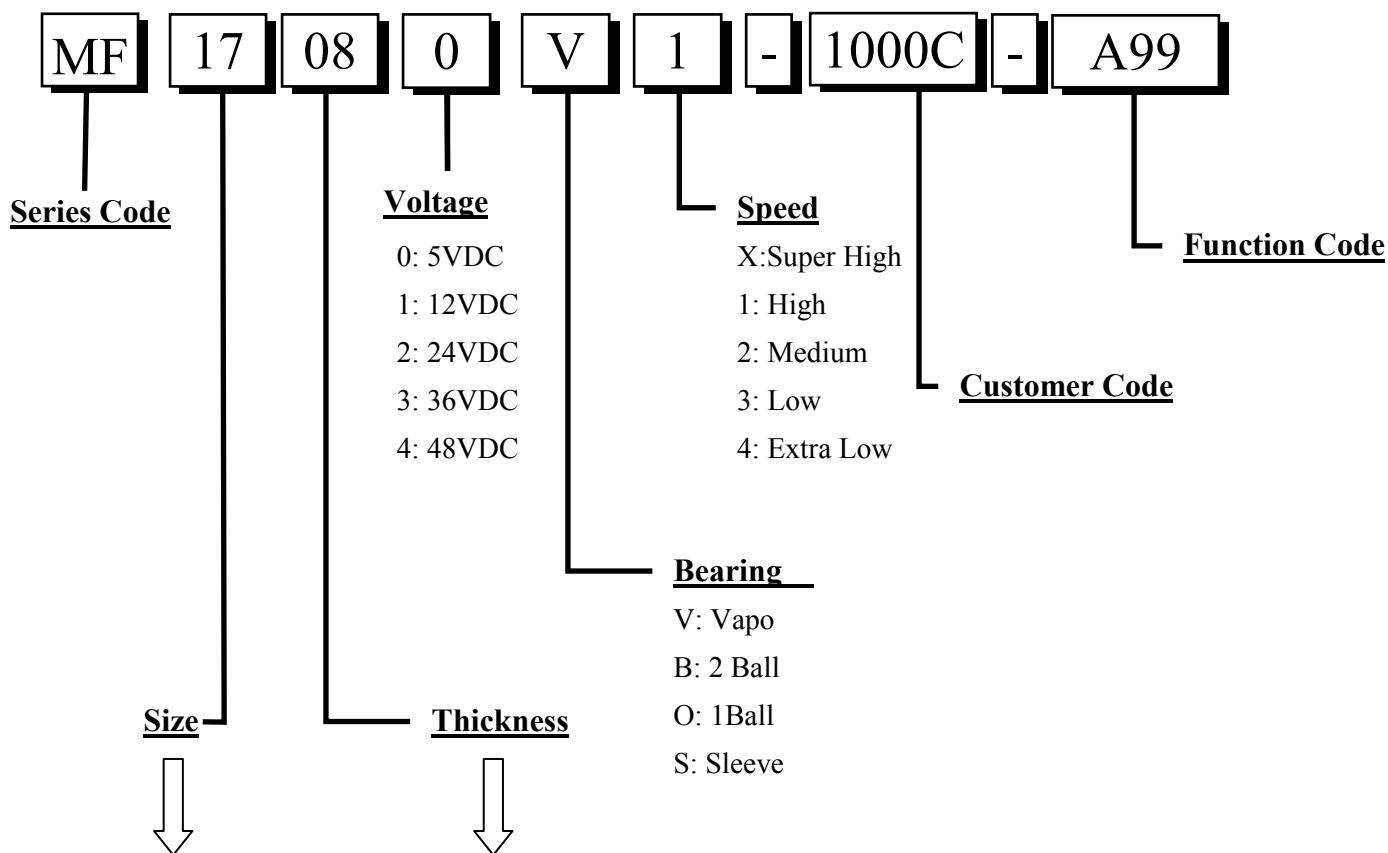 MF 17 08 0 V 1 - 1000C - A99
Series Code
Voltage
0: 5VDC
1: 12VDC
2: 24VDC
3: 36VDC
4: 48VDC
Speed
X:Super High
1: High
2: Medium
3: Low
4: Extra Low
Function Code
Customer Code
Bearing
V: Vapo
B: 2 Ball
O: 1Ball
S: Sleeve
Size
Thickness